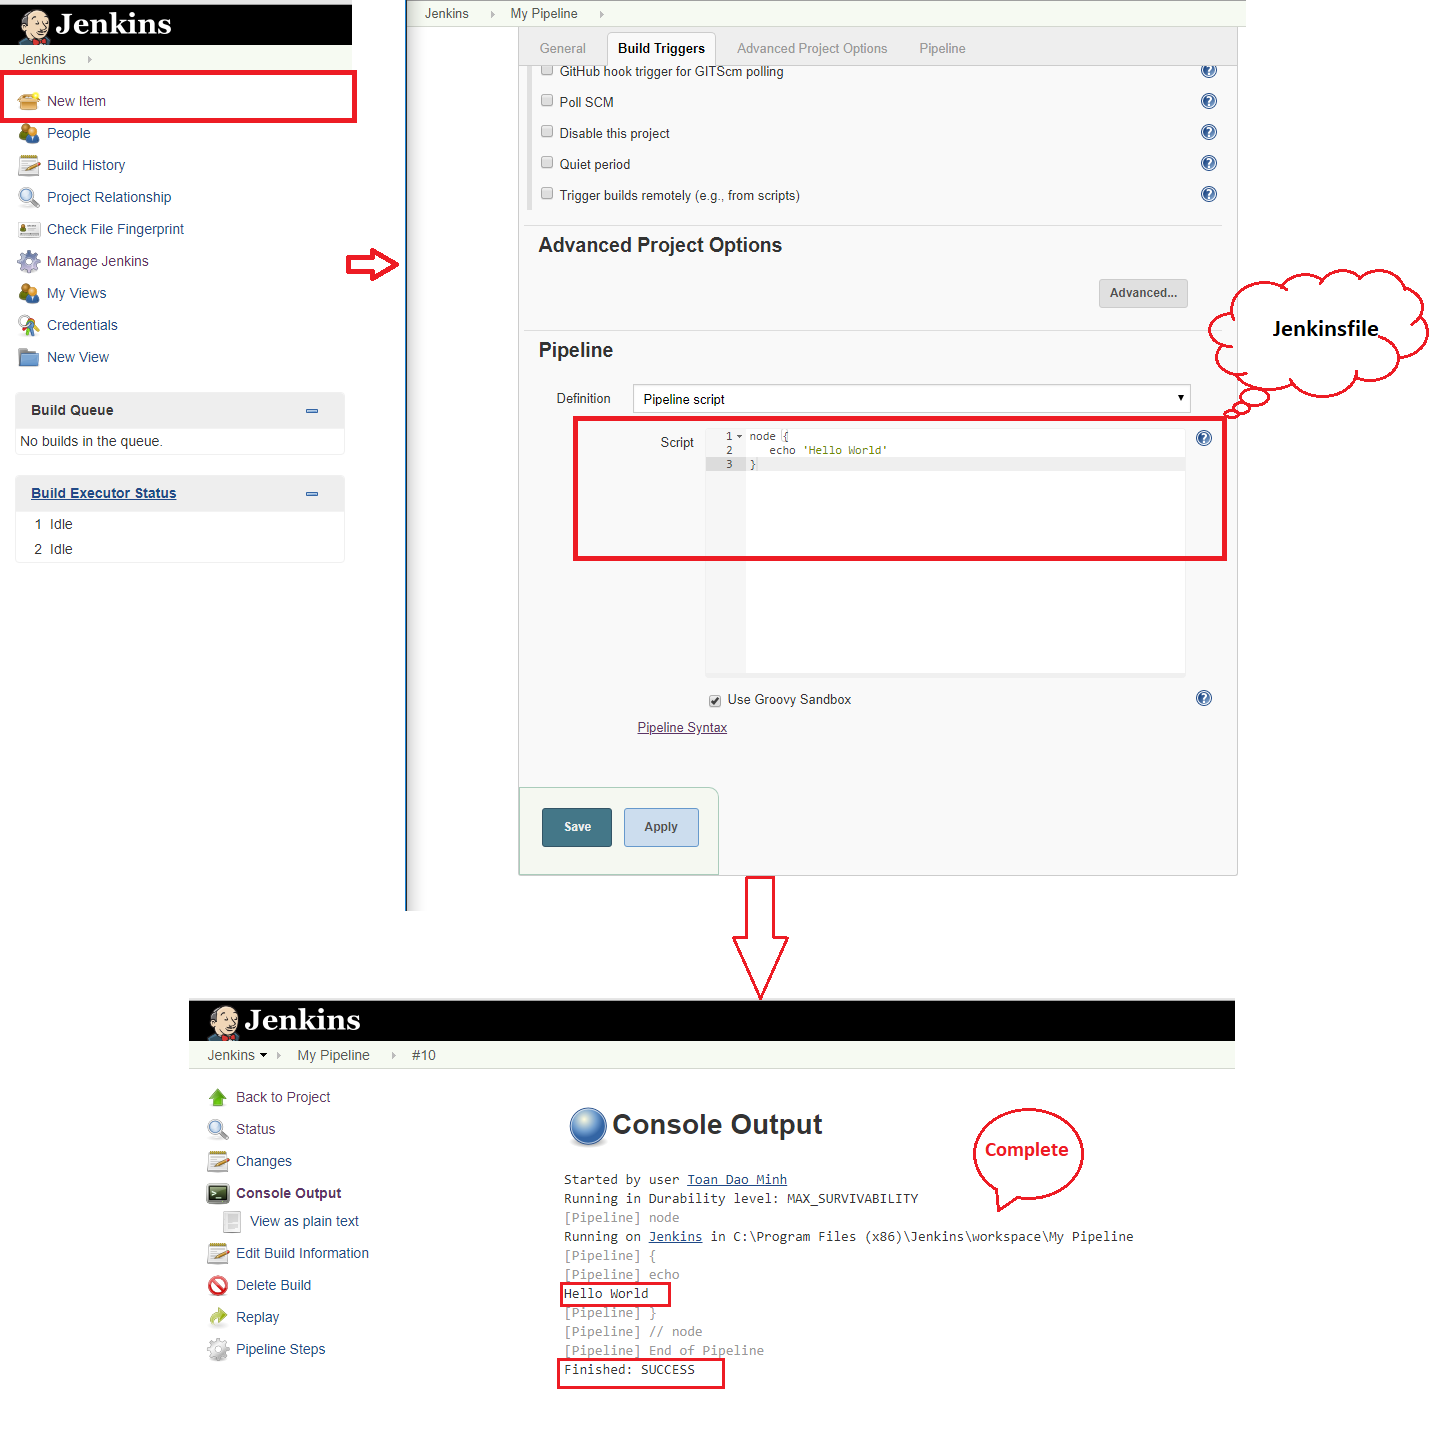 Jenkins
Jenkins
New Item
People
Build History
Project Relationship
Check File Fingerprint
Manage Jenkins
My Views
Credentials
New View
Build Queue
No builds in the queue.
Build Executor Status
1 Idle
2 Idle
Jenkins My Pipeline
General Build Triggers Advanced Project Options Pipeline
GitHub hook trigger for GITScm polling
Poll SCM
Disable this project
Quiet period
Trigger builds remotely (e.g., from scripts)
Advanced Project Options
Advanced...
Jenkinsfile
Pipeline
Definition Pipeline script
Script
1 node {
2 echo 'Hello World'
3 }
Use Groovy Sandbox
Pipeline Syntax
Save Apply
Jenkins
Jenkins My Pipeline #10
Back to Project
Status
Changes
Console Output
View as plain text
Edit Build Information
Delete Build
Replay
Pipeline Steps
Console Output
Complete
Started by user Toan Dao Minh
Running in Durability level: MAX_SURVIVABILITY
[Pipeline] node
Running on Jenkins in C:\Program Files (x86)\Jenkins\workspace\My Pipeline
[Pipeline] {
[Pipeline] echo
Hello World
[Pipeline] }
[Pipeline] // node
[Pipeline] End of Pipeline
Finished: SUCCESS